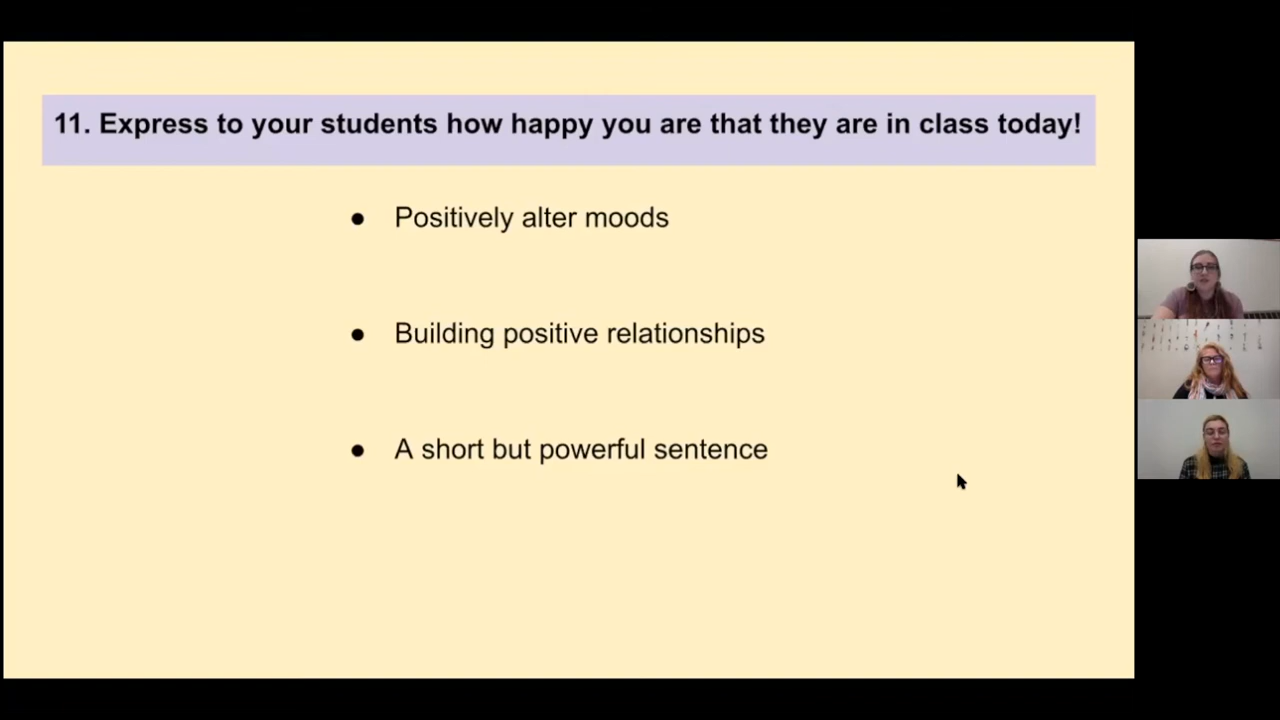 11. Express to your students how happy you are that they are in class today!
● Positively alter moods
● Building positive relationships
● A short but powerful sentence